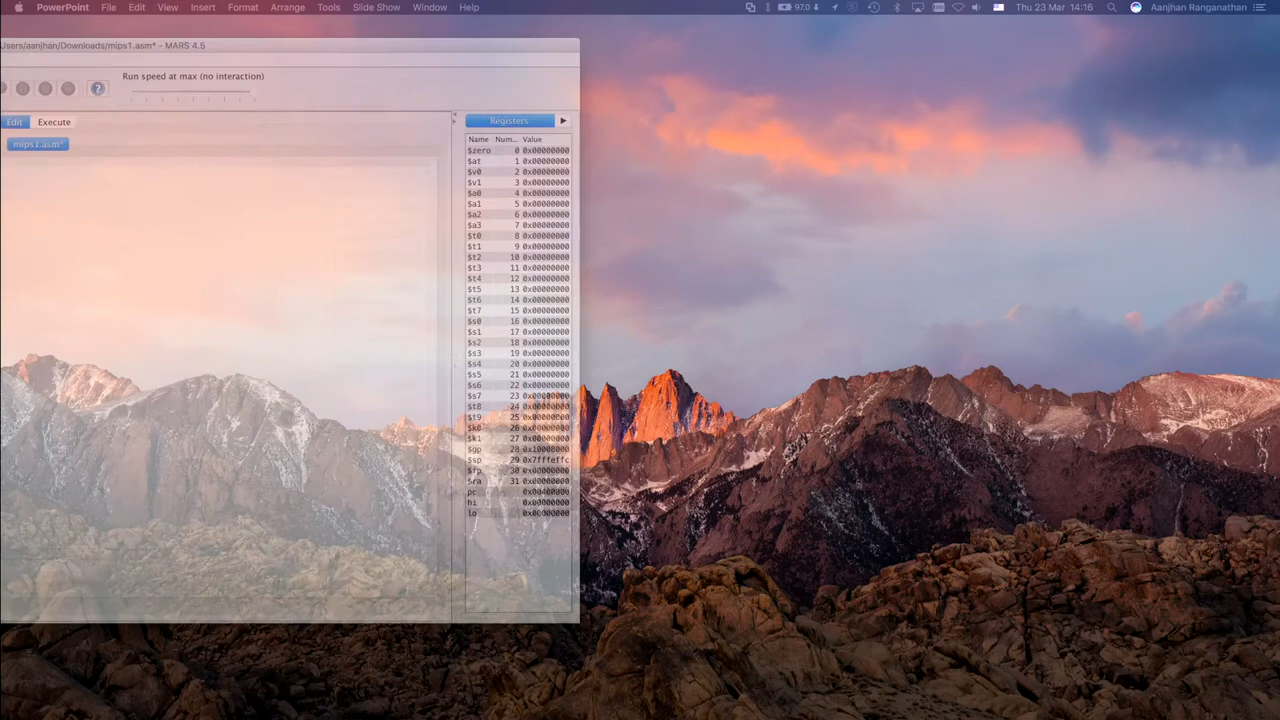 PowerPoint File Edit View Insert Format Arrange Tools Slide Show Window Help 97.0 Thu 23 Mar 14:16 Aanjhan Ranganathan
Users/aanjhan/Downloads/mips1.asm* - MARS 4.5
Run speed at max (no interaction)
?
Edit Execute
Registers
mips1.asm*
Name Num... Value
$zero 0 0x00000000
$at 1 0x00000000
$v0 2 0x00000000
$v1 3 0x00000000
$a0 4 0x00000000
$a1 5 0x00000000
$a2 6 0x00000000
$a3 7 0x00000000
$t0 8 0x00000000
$t1 9 0x00000000
$t2 10 0x00000000
$t3 11 0x00000000
$t4 12 0x00000000
$t5 13 0x00000000
$t6 14 0x00000000
$t7 15 0x00000000
$s0 16 0x00000000
$s1 17 0x00000000
$s2 18 0x00000000
$s3 19 0x00000000
$s4 20 0x00000000
$s5 21 0x00000000
$s6 22 0x00000000
$s7 23 0x00000000
$t8 24 0x00000000
$t9 25 0x00000000
$k0 26 0x00000000
$k1 27 0x00000000
$gp 28 0x10008000
$sp 29 0x7fffeffc
$fp 30 0x00000000
$ra 31 0x00000000
pc 0x00400000
hi 0x00000000
lo 0x00000000